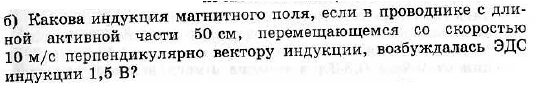 б) Какова индукция магнитного поля, если в проводнике с дли-
ной активной части 50 см, перемещающемся со скоростью
10 м/с перпендикулярно вектору индукции, возбуждалась ЭДС
индукции 1,5 В?